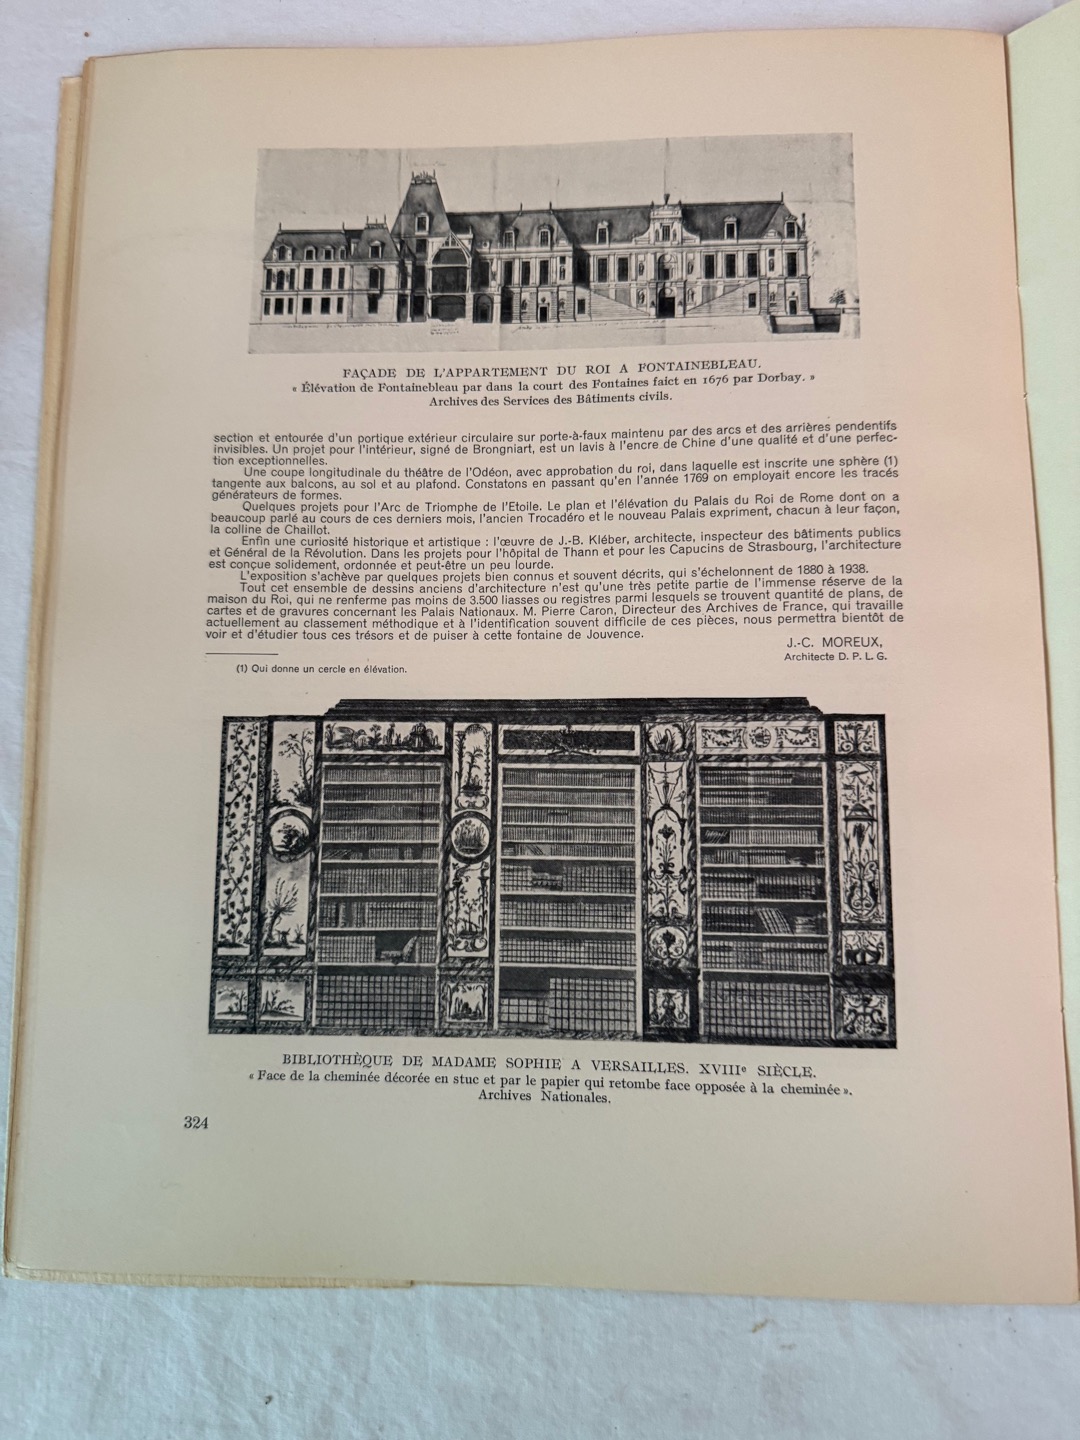 FAÇADE DE L'APPARTEMENT DU ROI A FONTAINEBLEAU.
« Élévation de Fontainebleau par dans la court des Fontaines faict en 1676 par Dorbay. »
Archives des Services des Bâtiments civils.
section et entourée d'un portique extérieur circulaire sur porte-à-faux maintenu par des arcs et des arrières pendentifs
invisibles. Un projet pour l'intérieur, signé de Brongniart, est un lavis à l'encre de Chine d'une qualité et d'une perfec-
tion exceptionnelles.
Une coupe longitudinale du théâtre de l'Odéon, avec approbation du roi, dans laquelle est inscrite une sphère (1)
tangente aux balcons, au sol et au plafond. Constatons en passant qu'en l'année 1769 on employait encore les tracés
générateurs de formes.
Quelques projets pour l'Arc de Triomphe de l'Etoile. Le plan et l'élévation du Palais du Roi de Rome dont on a
beaucoup parlé au cours de ces derniers mois, l'ancien Trocadéro et le nouveau Palais expriment, chacun à leur façon,
la colline de Chaillot.
Enfin une curiosité historique et artistique : l'œuvre de J.-B. Kléber, architecte, inspecteur des bâtiments publics
et Général de la Révolution. Dans les projets pour l'hôpital de Thann et pour les Capucins de Strasbourg, l'architecture
est conçue solidement, ordonnée et peut-être un peu lourde.
L'exposition s'achève par quelques projets bien connus et souvent décrits, qui s'échelonnent de 1880 à 1938.
Tout cet ensemble de dessins anciens d'architecture n'est qu'une très petite partie de l'immense réserve de la
maison du Roi, qui ne renferme pas moins de 3.500 liasses ou registres parmi lesquels se trouvent quantité de plans, de
cartes et de gravures concernant les Palais Nationaux. M. Pierre Caron, Directeur des Archives de France, qui travaille
actuellement au classement méthodique et à l'identification souvent difficile de ces pièces, nous permettra bientôt de
voir et d'étudier tous ces trésors et de puiser à cette fontaine de Jouvence.
J.-C. MOREUX,
Architecte D. P. L. G.
(1) Qui donne un cercle en élévation.
BIBLIOTHÈQUE DE MADAME SOPHIE A VERSAILLES. XVIIIe SIÈCLE.
« Face de la cheminée décorée en stuc et par le papier qui retombe face opposée à la cheminée ».
Archives Nationales.
324